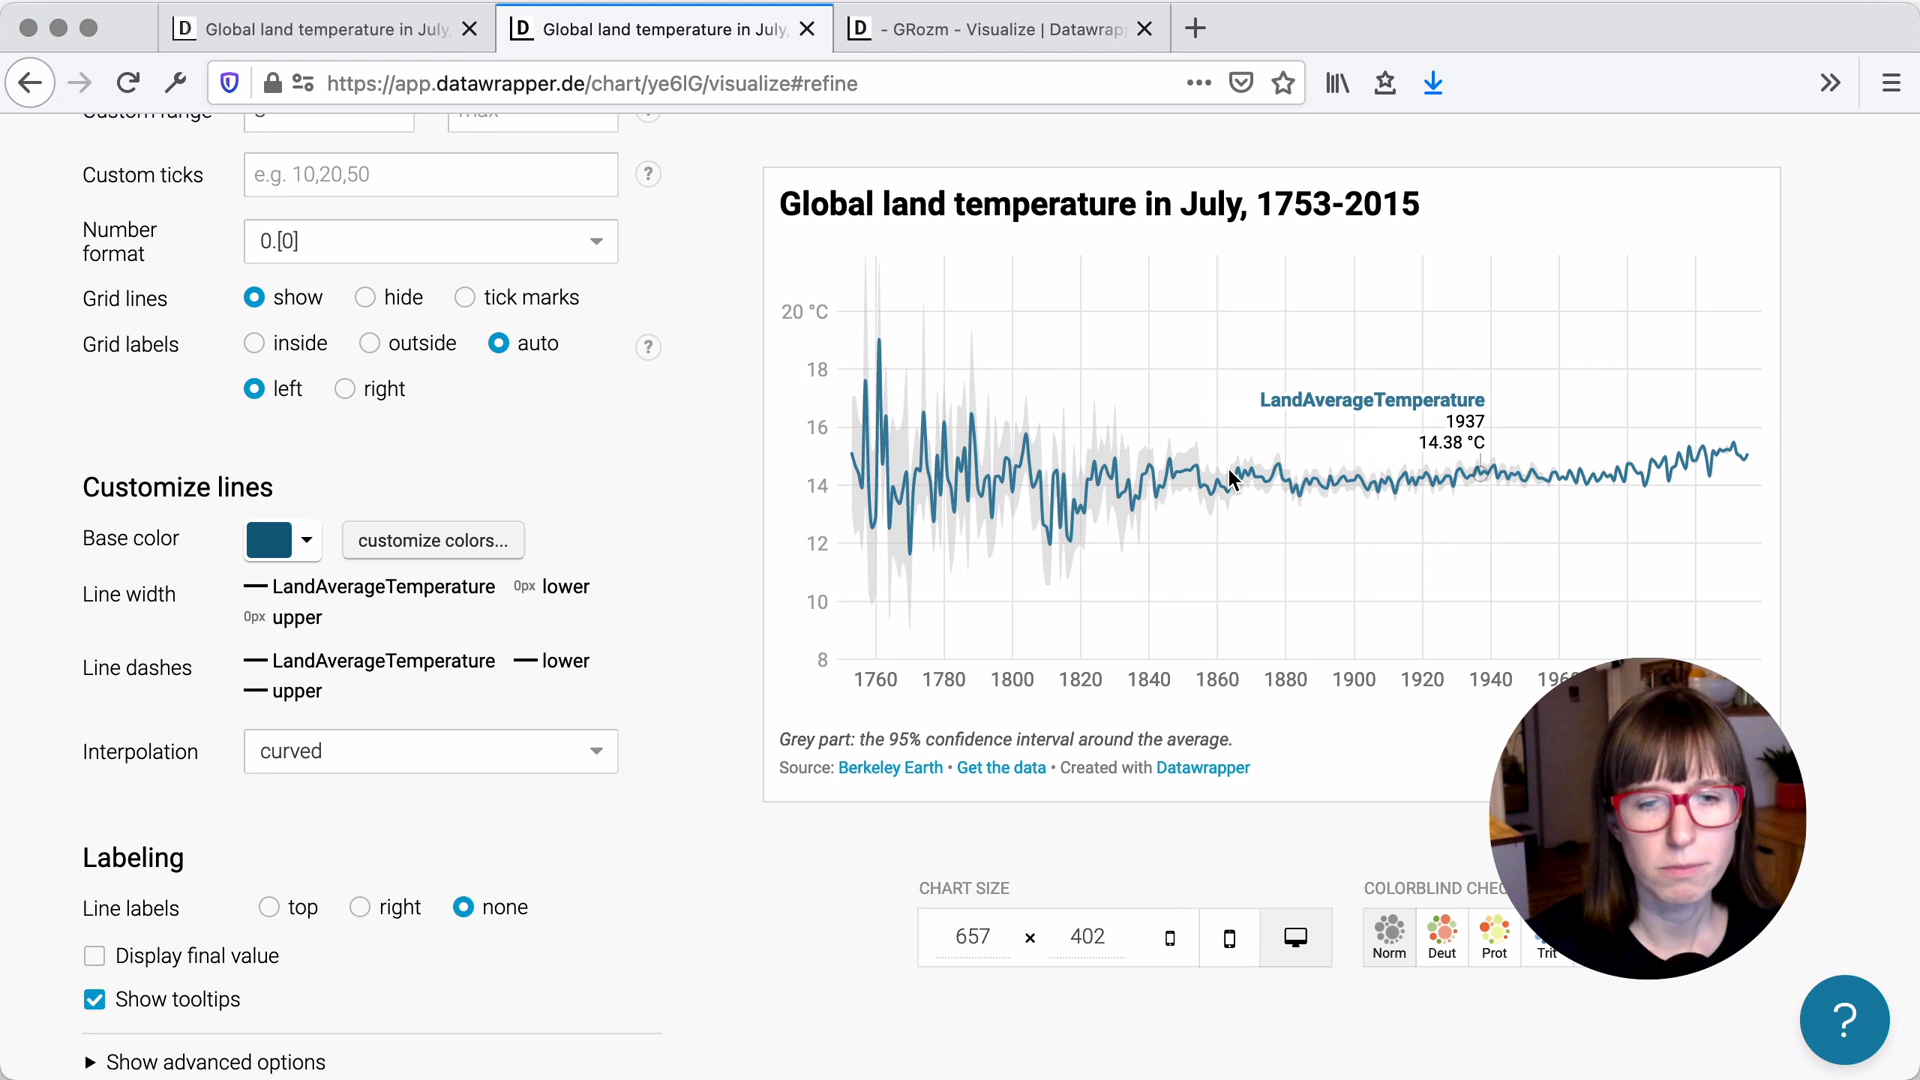 Global land temperature in July,
Global land temperature in July,
- GRozm - Visualize | Datawrap
https://app.datawrapper.de/chart/ye6lG/visualize#refine
Custom range
max
Custom ticks
e.g. 10,20,50
?
Number
format
0.[0]
Grid lines
show
hide
tick marks
Grid labels
inside
outside
auto
?
left
right
Customize lines
Base color
customize colors...
Line width
LandAverageTemperature
0px lower
0px upper
Line dashes
LandAverageTemperature
lower
upper
Interpolation
curved
Labeling
Line labels
top
right
none
Display final value
Show tooltips
Show advanced options
Global land temperature in July, 1753-2015
20 °C
18
16
14
12
10
8
LandAverageTemperature
1937
14.38 °C
1760 1780 1800 1820 1840 1860 1880 1900 1920 1940
Grey part: the 95% confidence interval around the average.
Source: Berkeley Earth • Get the data • Created with Datawrapper
CHART SIZE
657 × 402
COLORBLIND CHEC
Norm
Deut
Prot
Trit
?